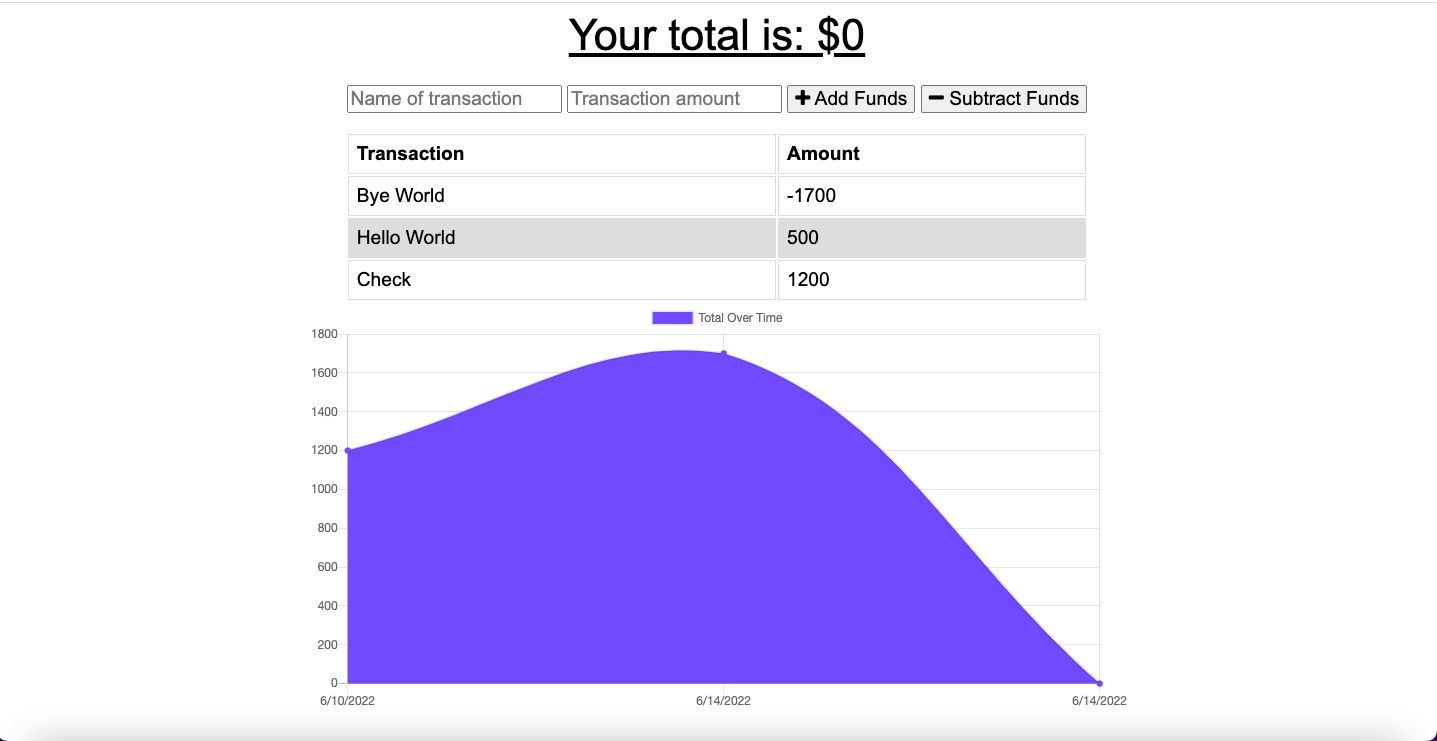 Your total is: $0
Name of transaction Transaction amount Add Funds Subtract Funds
Transaction Amount
Bye World -1700
Hello World 500
Check 1200
Total Over Time
1800
1600
1400
1200
1000
800
600
400
200
0
6/10/2022 6/14/2022 6/14/2022